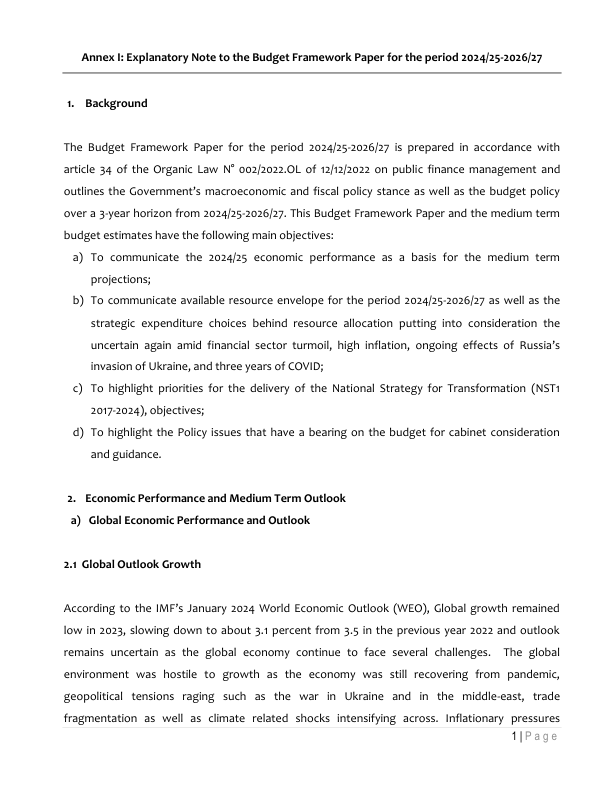 Annex I: Explanatory Note to the Budget Framework Paper for the period 2024/25-2026/27
1. Background
The Budget Framework Paper for the period 2024/25-2026/27 is prepared in accordance with
article 34 of the Organic Law N° 002/2022.OL of 12/12/2022 on public finance management and
outlines the Government's macroeconomic and fiscal policy stance as well as the budget policy
over a 3-year horizon from 2024/25-2026/27. This Budget Framework Paper and the medium term
budget estimates have the following main objectives:
a) To communicate the 2024/25 economic performance as a basis for the medium term
projections;
b) To communicate available resource envelope for the period 2024/25-2026/27 as well as the
strategic expenditure choices behind resource allocation putting into consideration the
uncertain again amid financial sector turmoil, high inflation, ongoing effects of Russia's
invasion of Ukraine, and three years of COVID;
c) To highlight priorities for the delivery of the National Strategy for Transformation (NST1
2017-2024), objectives;
d) To highlight the Policy issues that have a bearing on the budget for cabinet consideration
and guidance.
2. Economic Performance and Medium Term Outlook
a) Global Economic Performance and Outlook
2.1 Global Outlook Growth
According to the IMF's January 2024 World Economic Outlook (WEO), Global growth remained
low in 2023, slowing down to about 3.1 percent from 3.5 in the previous year 2022 and outlook
remains uncertain as the global economy continue to face several challenges. The global
environment was hostile to growth as the economy was still recovering from pandemic,
geopolitical tensions raging such as the war in Ukraine and in the middle-east, trade
fragmentation as well as climate related shocks intensifying across. Inflationary pressures
1 | Page